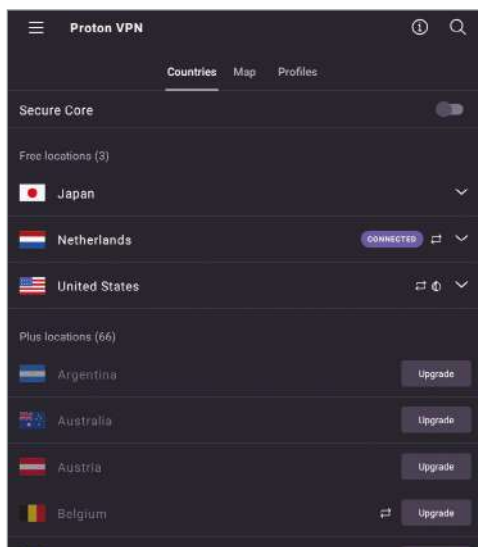 Proton VPN
Countries Map Profiles
Secure Core
Free locations (3)
Japan
Netherlands CONNECTED
United States
Plus locations (66)
Argentina Upgrade
Australia Upgrade
Austria Upgrade
Belgium Upgrade